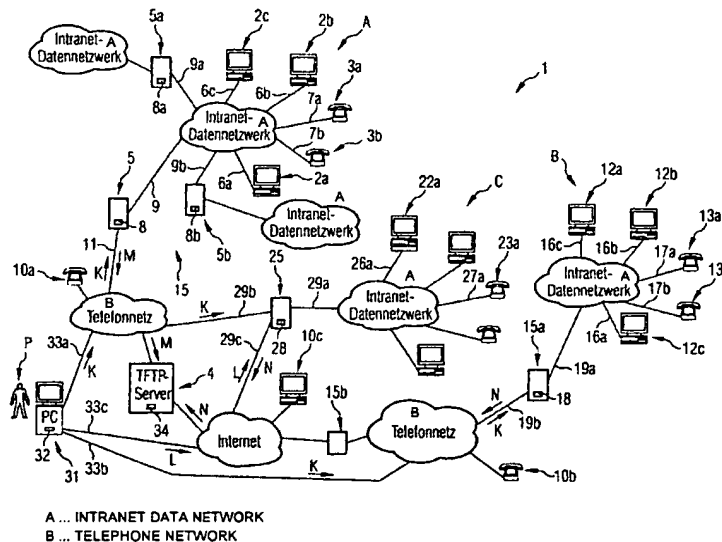 5a
2c
2b
A
Intranet- A
Datennetzwerk
9a
3a
1
8a
6c
6b
7a
Intranet- A
Datennetzwerk
7b
3b
B
12a
9b
6a
2a
C
12b
5
9
22a
13a
8
8b
Intranet- A
Datennetzwerk
5b
16c
16b
17a
11
K
M
23a
13
10a
15
25
26a
27a
A
Intranet-
Datennetzwerk
17b
B
Telefonnetz
K
29b
29a
A
Intranet-
Datennetzwerk
16a
12c
33a
M
29c
28
15a
P
K
TFTP-
Server
4
L
N
10c
19a
PC
33c
34
N
15b
B
Telefonnetz
N
18
32
Internet
K
19b
31
33b
L
K
10b
A ... INTRANET DATA NETWORK
B ... TELEPHONE NETWORK